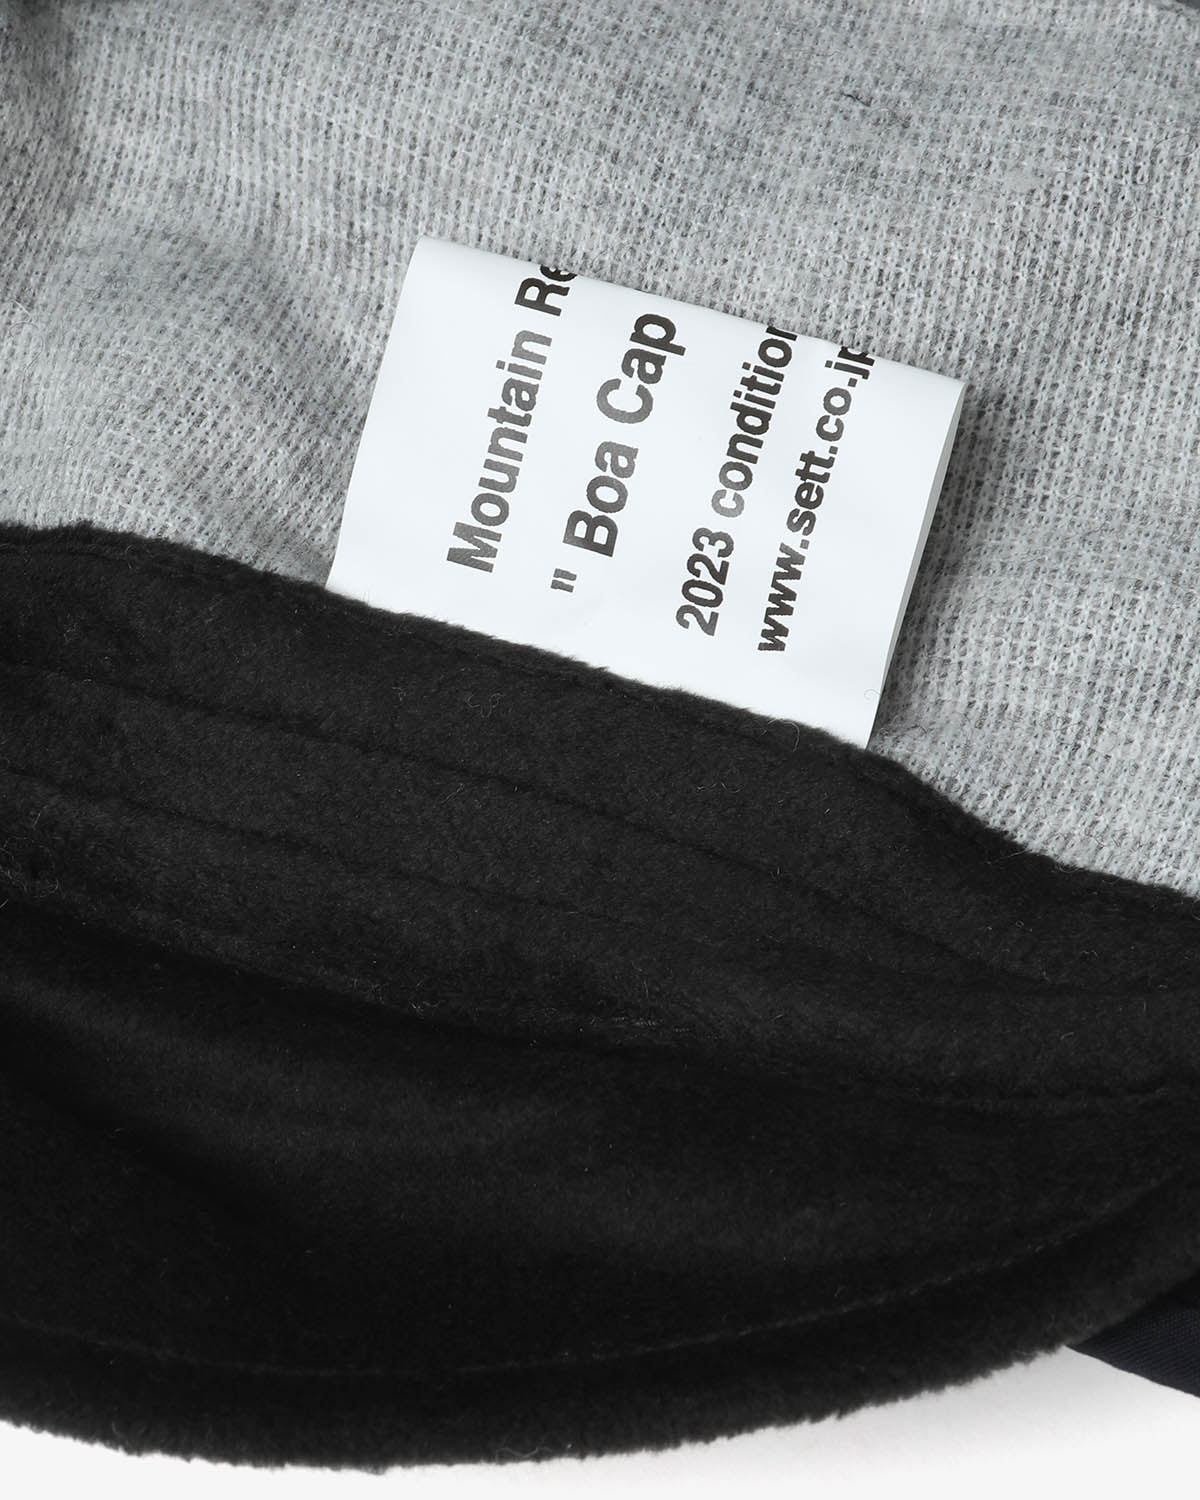 Mountain Re
" Boa Cap
2023 condition
www.sett.co.jp